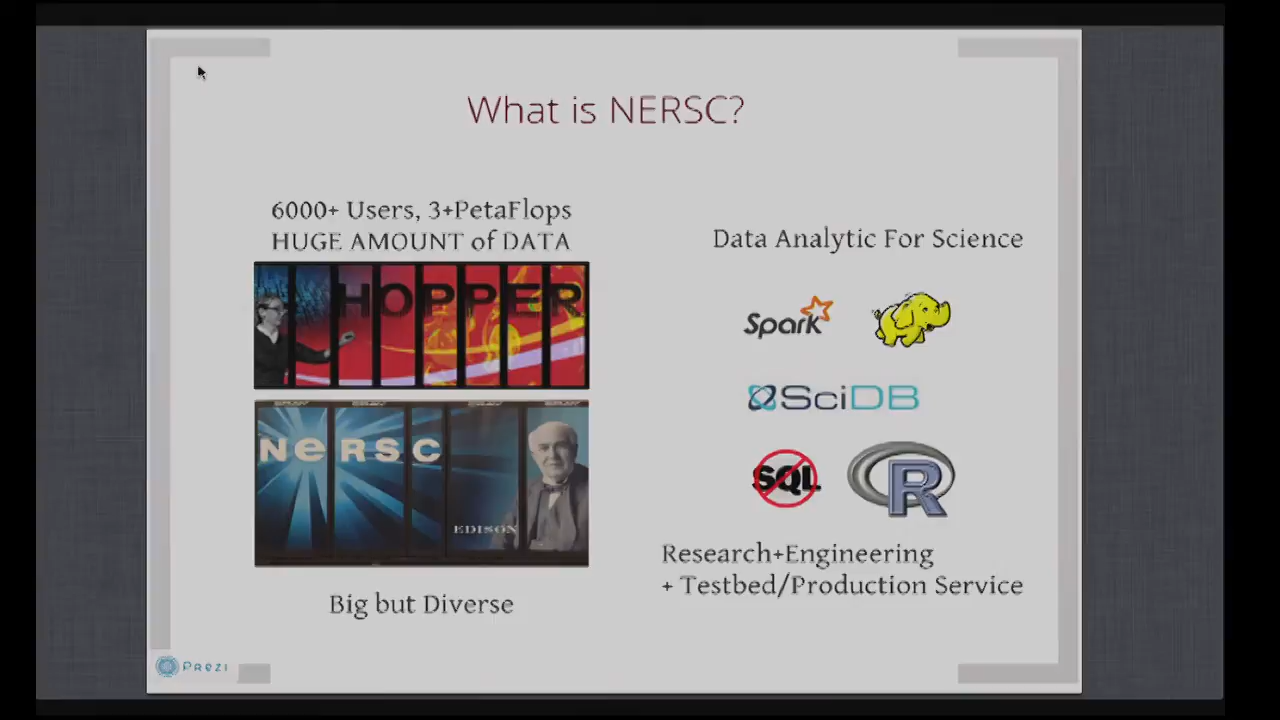 What is NERSC?
6000+ Users, 3+PetaFlops
HUGE AMOUNT of DATA
HOPPER
NERSC
EDISON
Big but Diverse
Data Analytic For Science
Spark
SciDB
SQL
R
Research+Engineering
+ Testbed/Production Service
Prezi